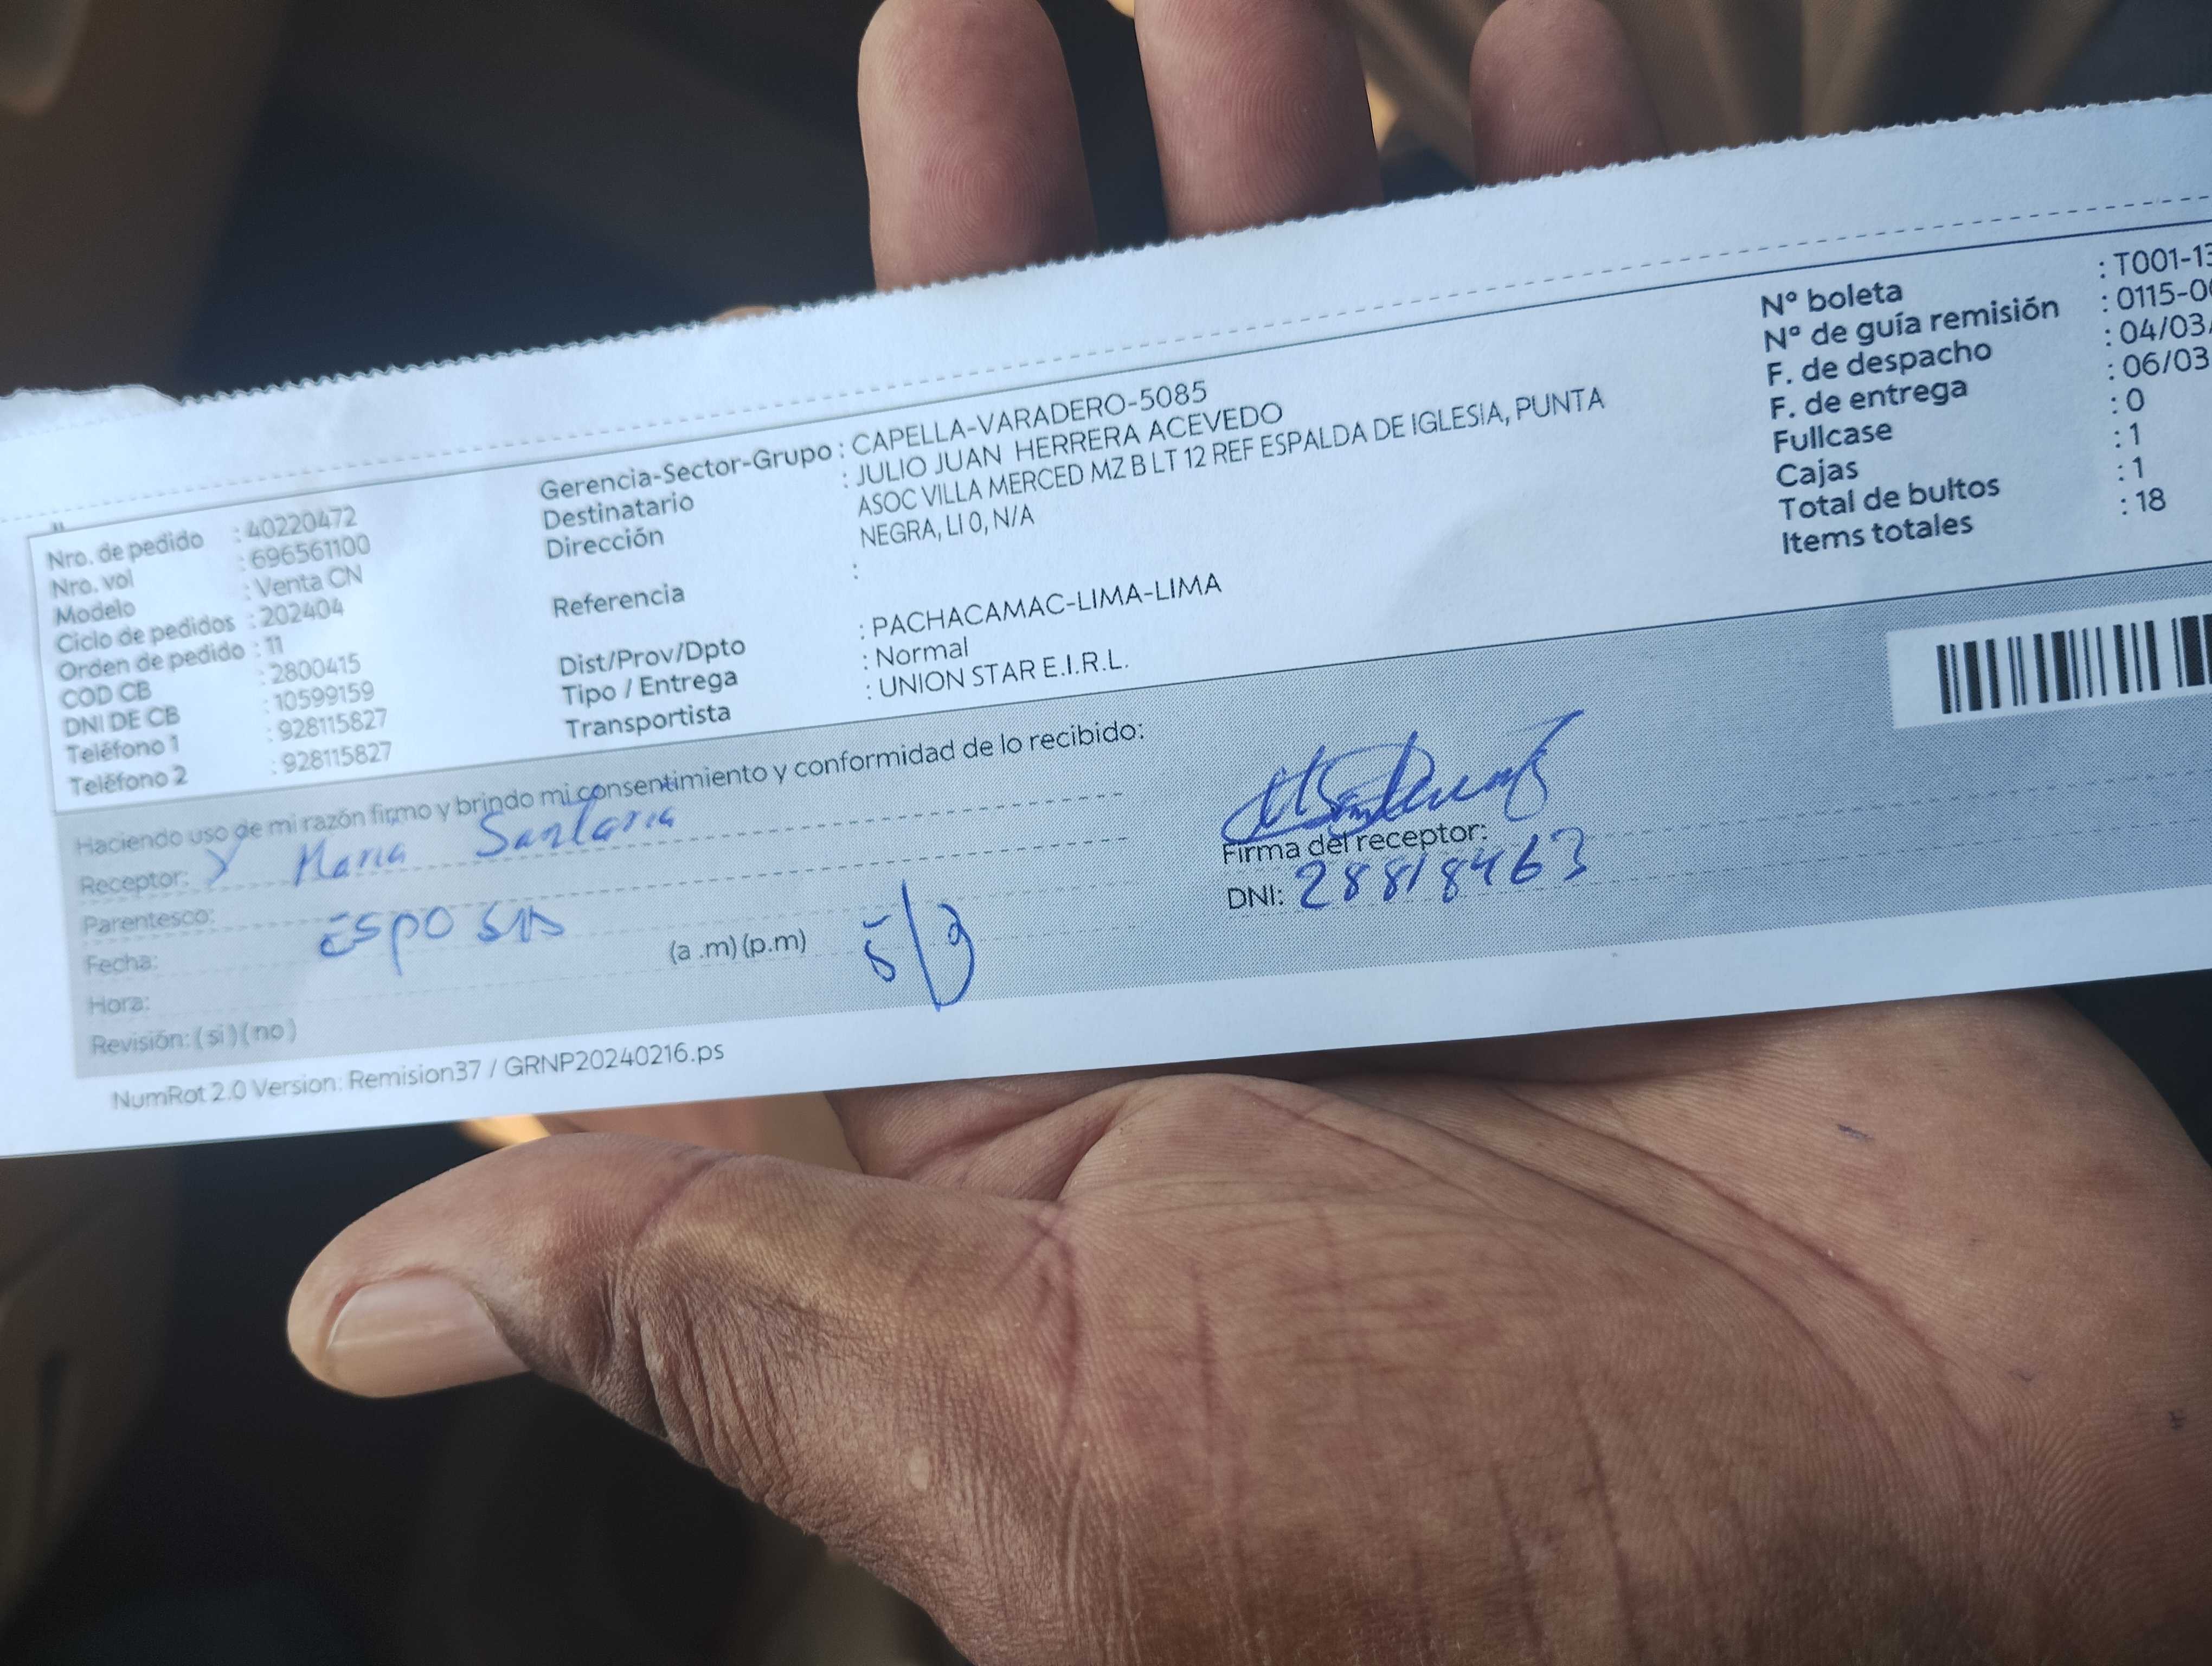 Nro. de pedido : 40220472
Nro. vol : 696561100
Modelo : Venta CN
Ciclo de pedidos : 202404
Orden de pedido : 11
COD CB : 2800415
DNI DE CB : 10599159
Teléfono 1 : 928115827
Teléfono 2 : 928115827
Gerencia-Sector-Grupo : CAPELLA-VARADERO-5085
Destinatario : JULIO JUAN HERRERA ACEVEDO
Dirección ASOC VILLA MERCED MZ B LT 12 REF ESPALDA DE IGLESIA, PUNTA
NEGRA, LI 0, N/A
Referencia :
Dist/Prov/Dpto : PACHACAMAC-LIMA-LIMA
Tipo / Entrega : Normal
Transportista : UNION STAR E.I.R.L.
N° boleta : T001-13
N° de guía remisión : 0115-0
F. de despacho : 04/03/
F. de entrega : 06/03
Fullcase : 0
Cajas : 1
Total de bultos : 1
Items totales : 18
Haciendo uso de mi razón firmo y brindo mi consentimiento y conformidad de lo recibido:
Receptor: Maria Santaria
Parentesco:
Esposa
Fecha:
Hora: (a .m) (p.m) 5/3
Revisión: (si) (no)
Firma del receptor:
DNI: 28818463
NumRot 2.0 Version: Remision37 / GRNP20240216.ps